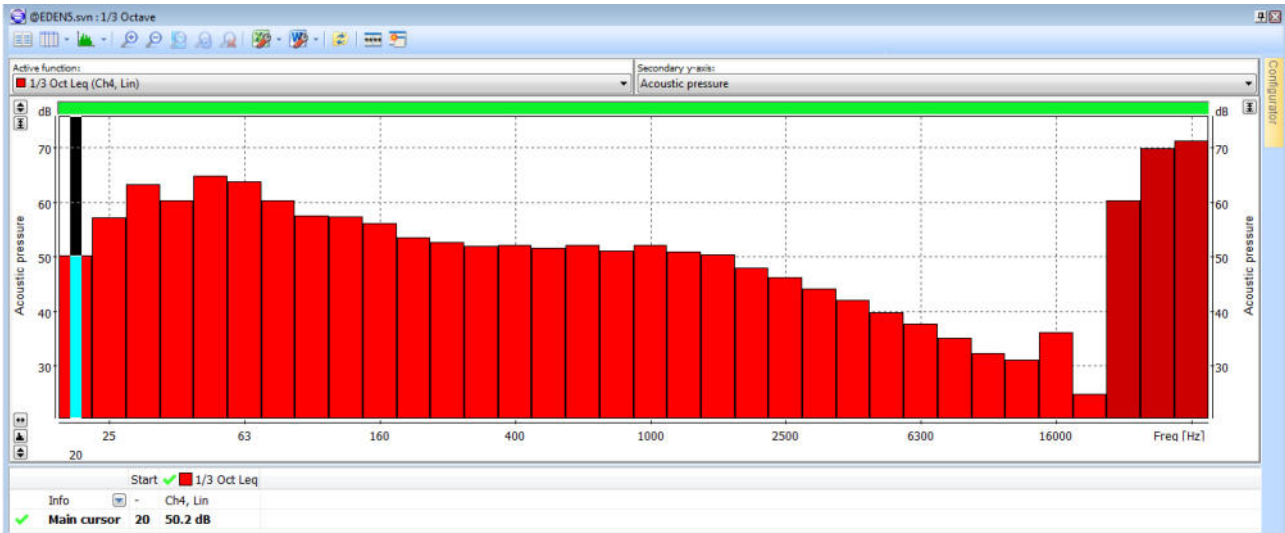 @EDEN5.svn : 1/3 Octave
Active function:
Secondary y-axis:
1/3 Oct Leq (Ch4, Lin)
Acoustic pressure
Configurator
dB
dB
70
70
60
60
50
50
40
40
30
30
Acoustic pressure
Acoustic pressure
25 63 160 400 1000 2500 6300 16000 Freq [Hz]
20
Start 1/3 Oct Leq
Info - Ch4, Lin
Main cursor 20 50.2 dB